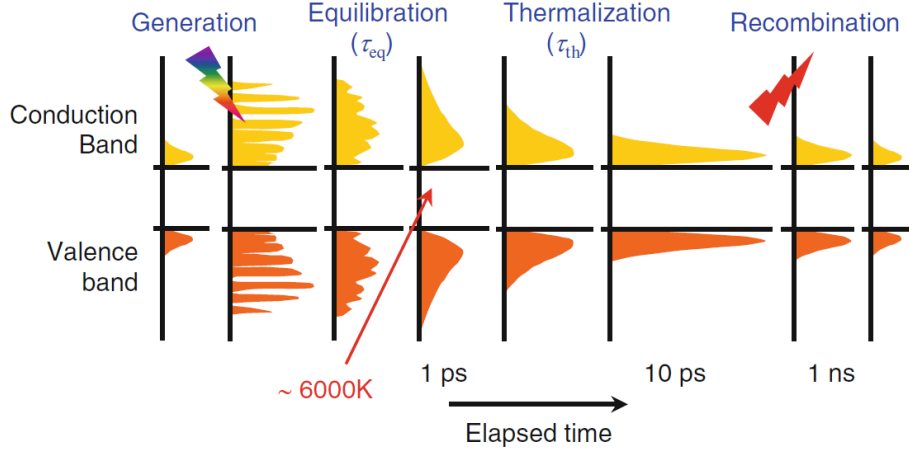 Generation
Equilibration
(τeq)
Thermalization
(τth)
Recombination
Conduction
Band
Valence
band
~ 6000K
1 ps
10 ps
1 ns
Elapsed time